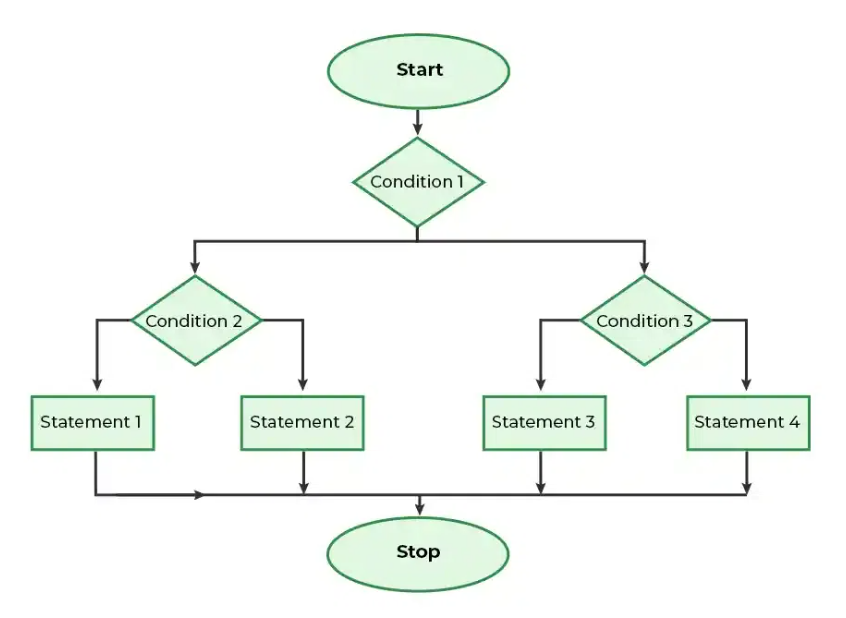 Start
Condition 1
Condition 2
Condition 3
Statement 1
Statement 2
Statement 3
Statement 4
Stop